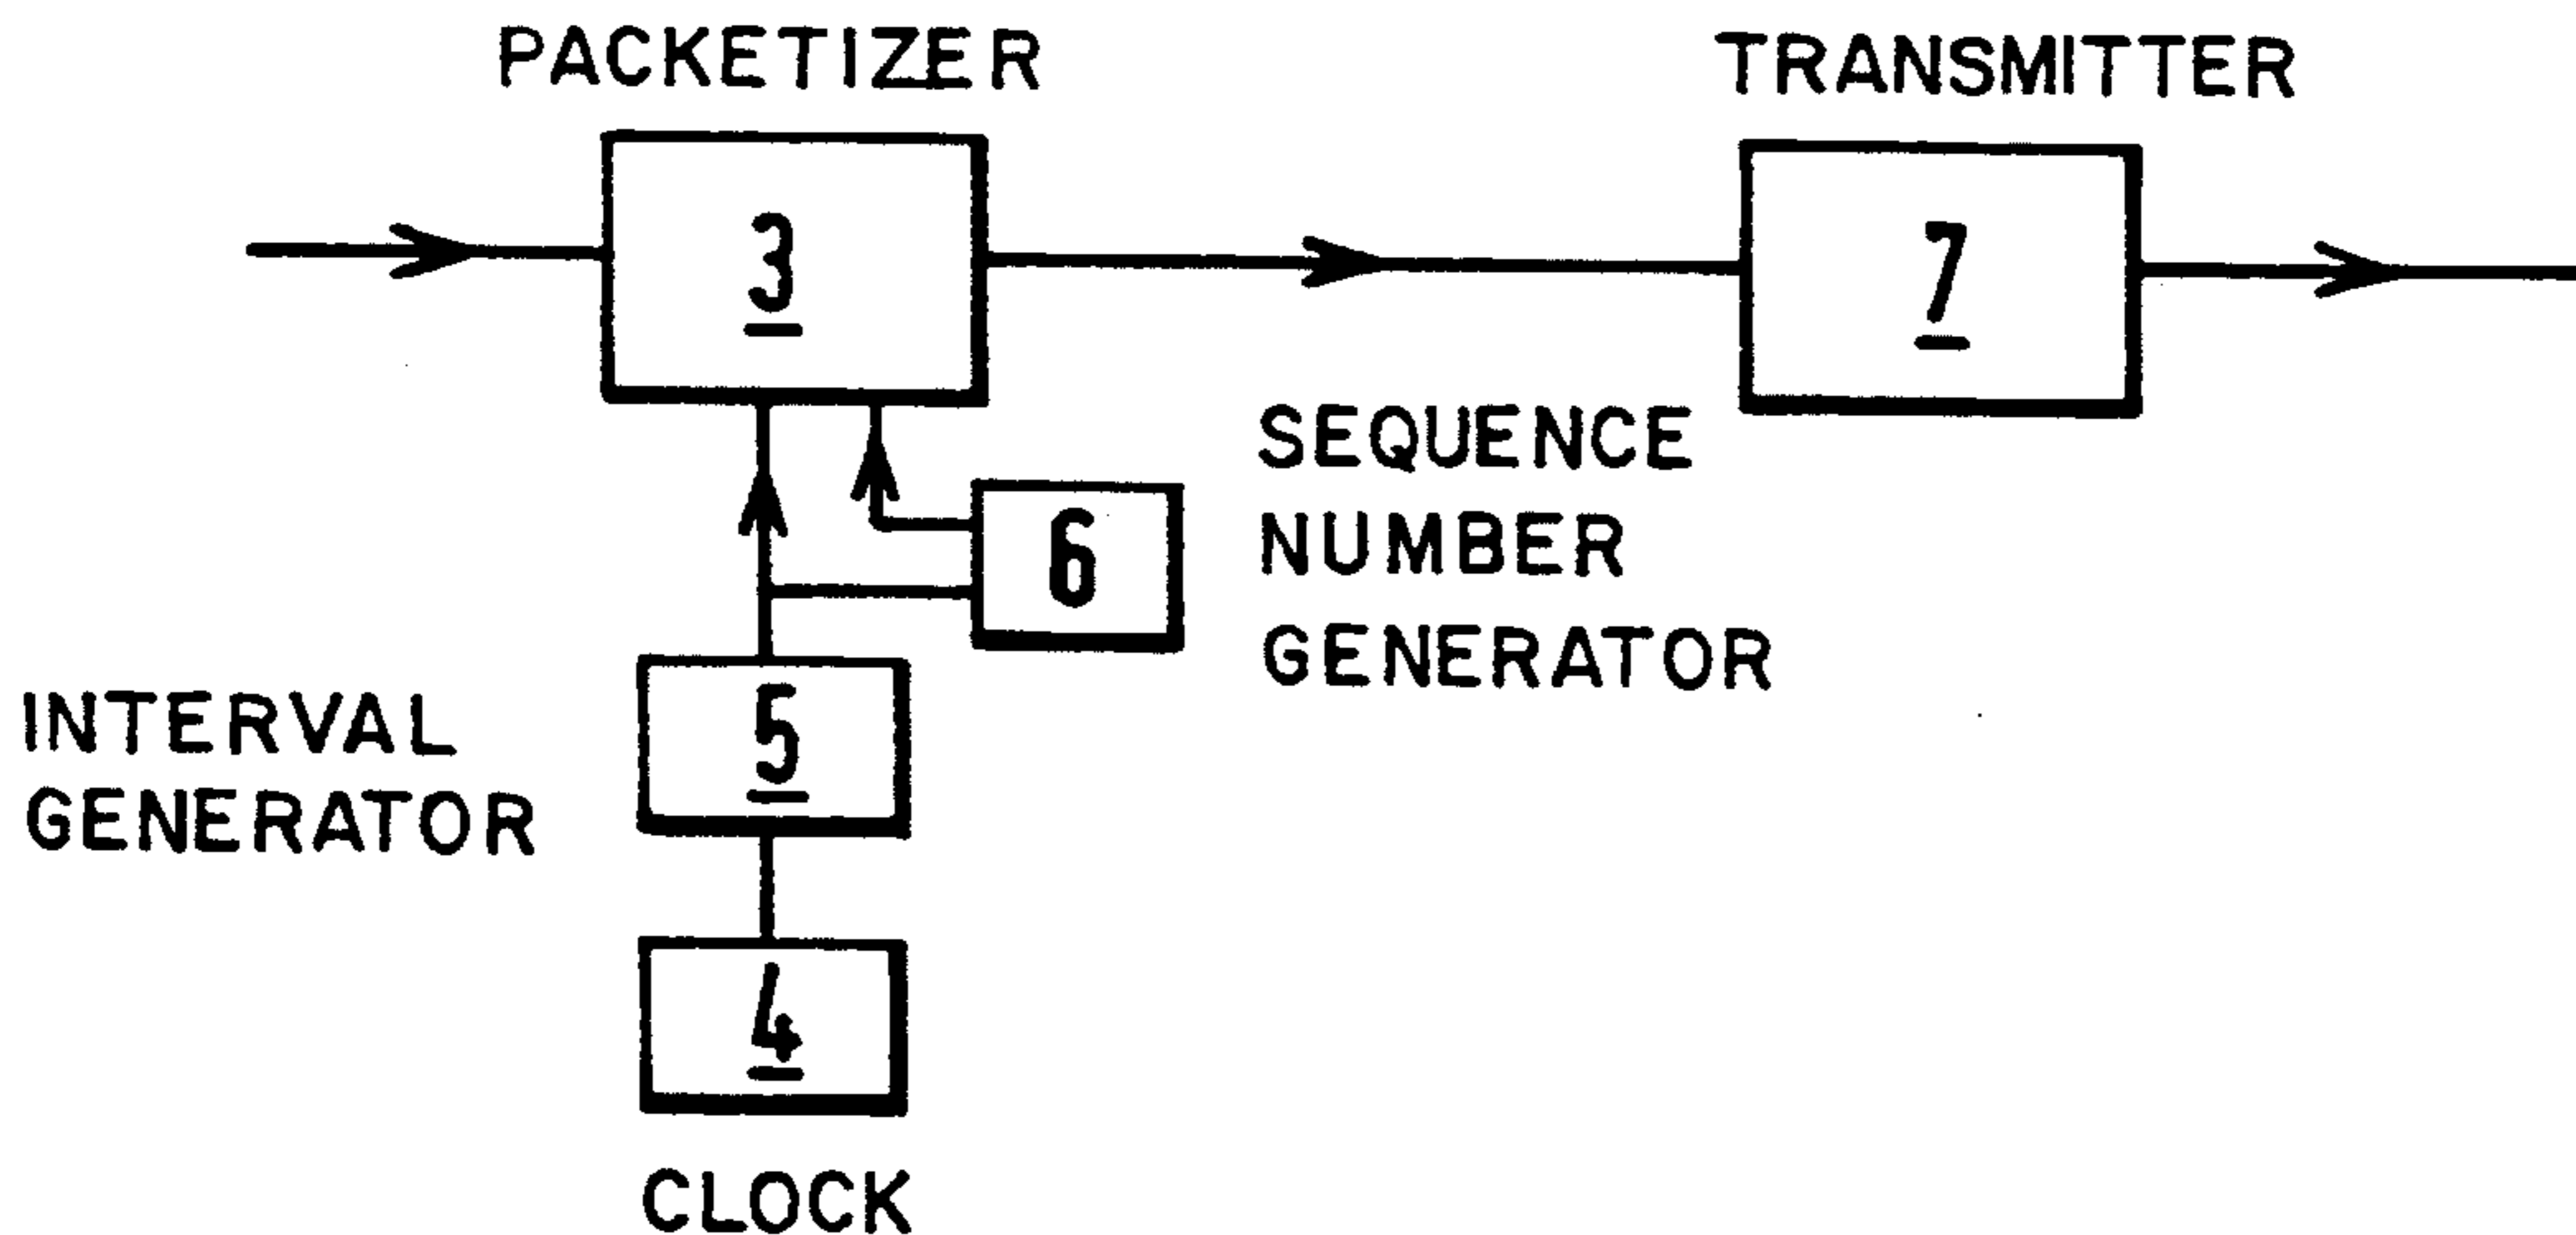 PACKETIZER
TRANSMITTER
3
7
SEQUENCE
NUMBER
GENERATOR
6
INTERVAL
GENERATOR
5
4
CLOCK